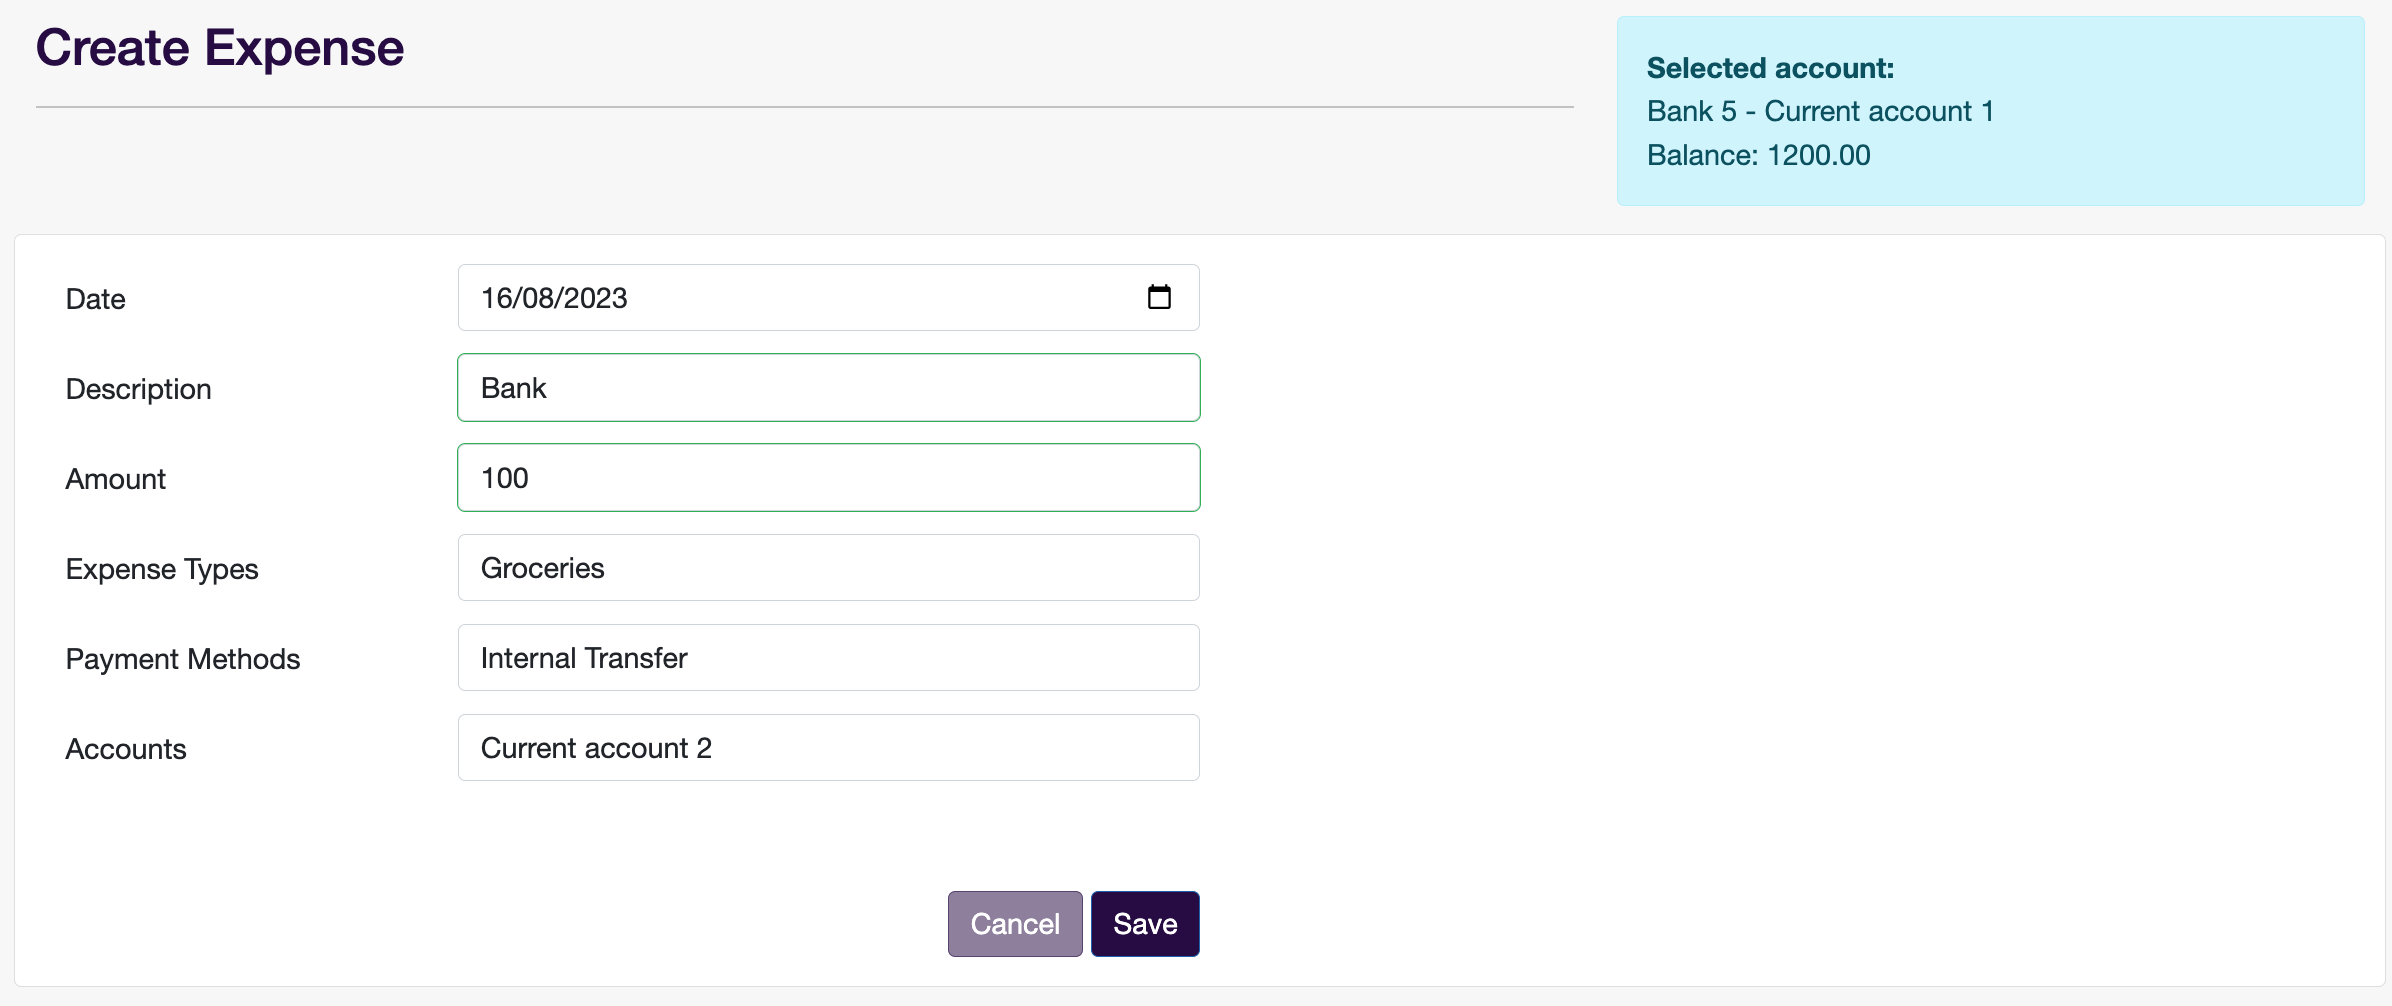 Create Expense
Selected account:
Bank 5 - Current account 1
Balance: 1200.00
Date
16/08/2023
Description
Bank
Amount
100
Expense Types
Groceries
Payment Methods
Internal Transfer
Accounts
Current account 2
Cancel
Save